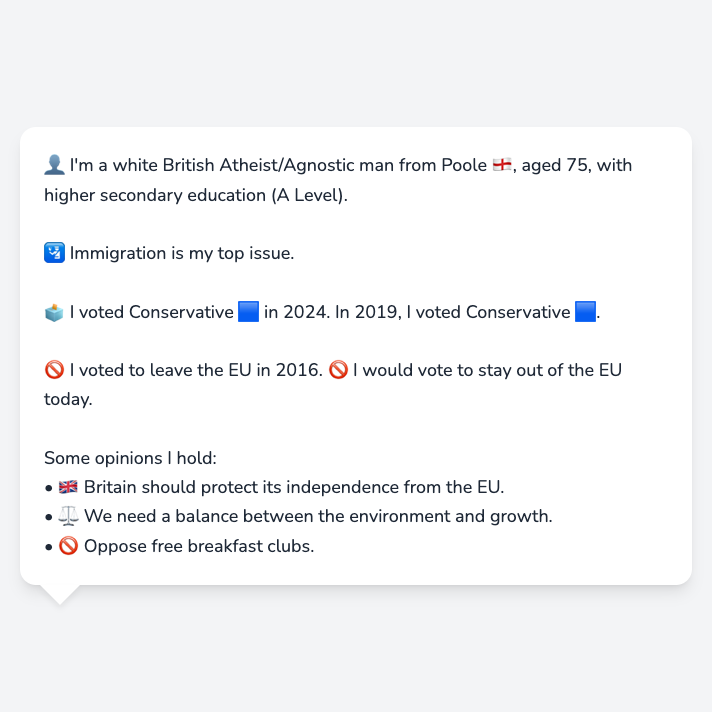 👤 I'm a white British Atheist/Agnostic man from Poole 🏴󠁧󠁢󠁥󠁮󠁧󠁿, aged 75, with
higher secondary education (A Level).
🛂 Immigration is my top issue.
🗳️ I voted Conservative 🟦 in 2024. In 2019, I voted Conservative 🟦.
🚫 I voted to leave the EU in 2016. 🚫 I would vote to stay out of the EU
today.
Some opinions I hold:
• 🇬🇧 Britain should protect its independence from the EU.
• ⚖️ We need a balance between the environment and growth.
• 🚫 Oppose free breakfast clubs.